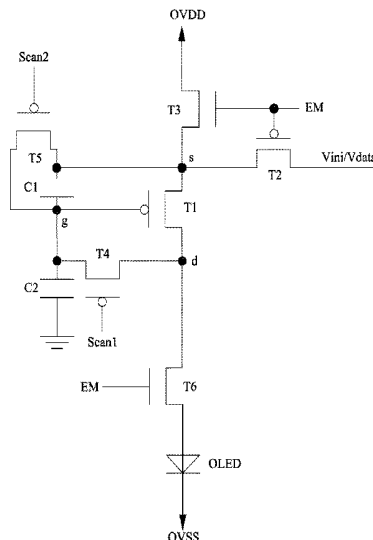 OVDD
Scan2
T3
EM
T5
s
T2
Vini/Vdata
C1
g
T1
T4
d
C2
Scan1
EM
T6
OLED
OVSS